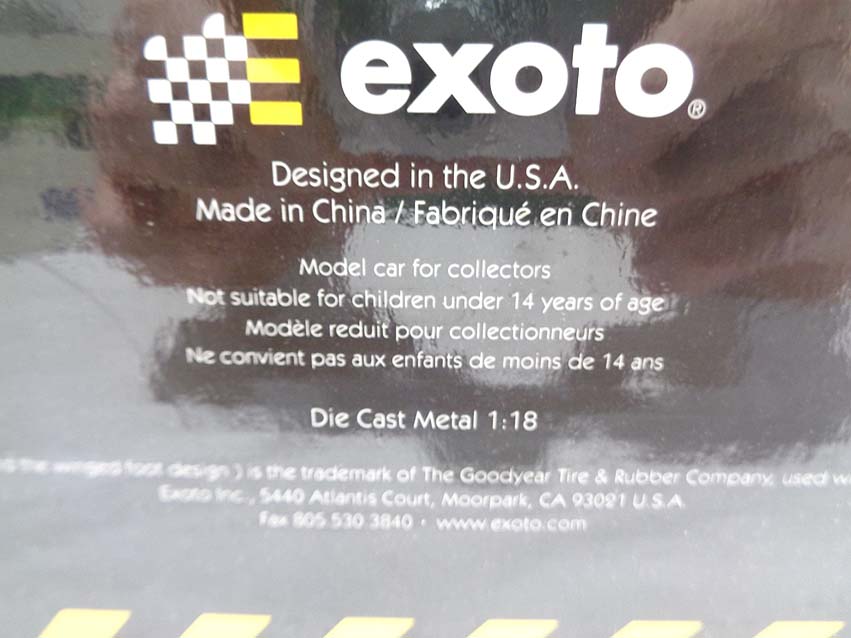 exoto®
Designed in the U.S.A.
Made in China / Fabriqué en Chine
Model car for collectors
Not suitable for children under 14 years of age
Modèle reduit pour collectionneurs
Ne convient pas aux enfants de moins de 14 ans
Die Cast Metal 1:18
the winged foot design ) is the trademark of The Goodyear Tire & Rubber Company, used
Exoto Inc., 5440 Atlantis Court, Moorpark, CA 93021 U.S.A.
Fax 805.530.3840 • www.exoto.com